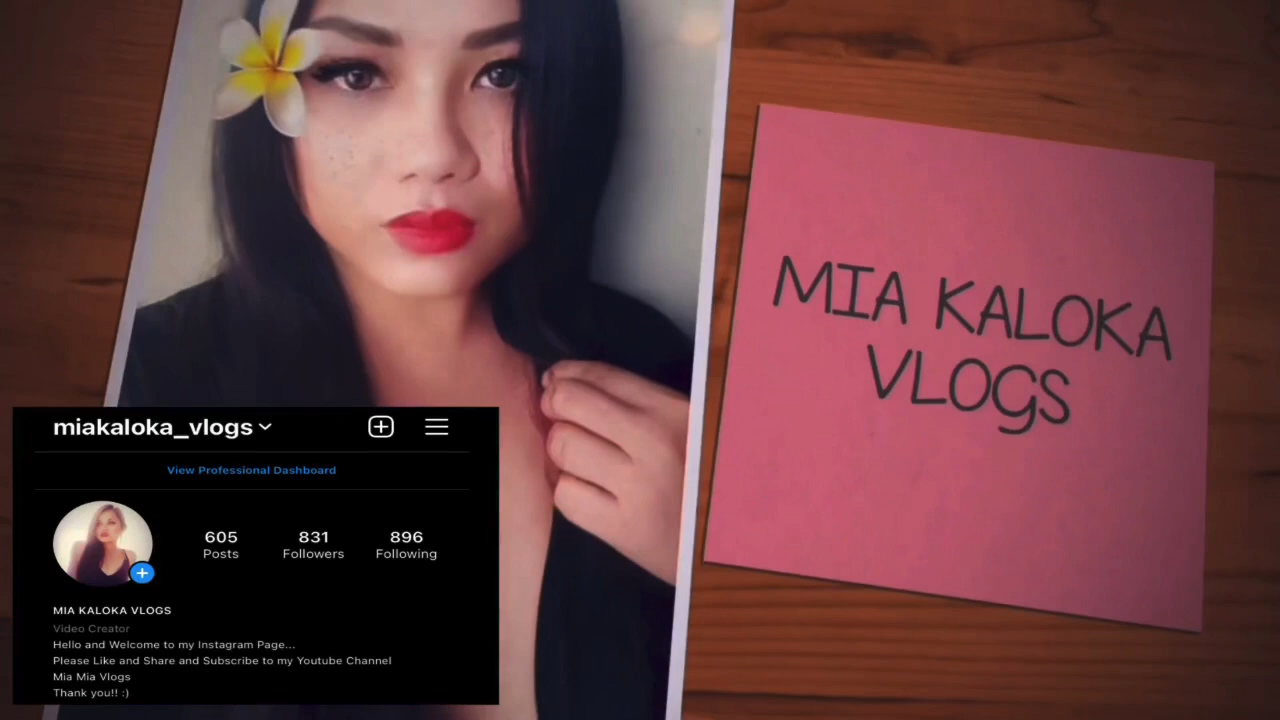 MIA KALOKA
VLOGS
miakaloka_vlogs
View Professional Dashboard
605 831 896
Posts Followers Following
MIA KALOKA VLOGS
Video Creator
Hello and Welcome to my Instagram Page...
Please Like and Share and Subscribe to my Youtube Channel
Mia Mia Vlogs
Thank you!! :)